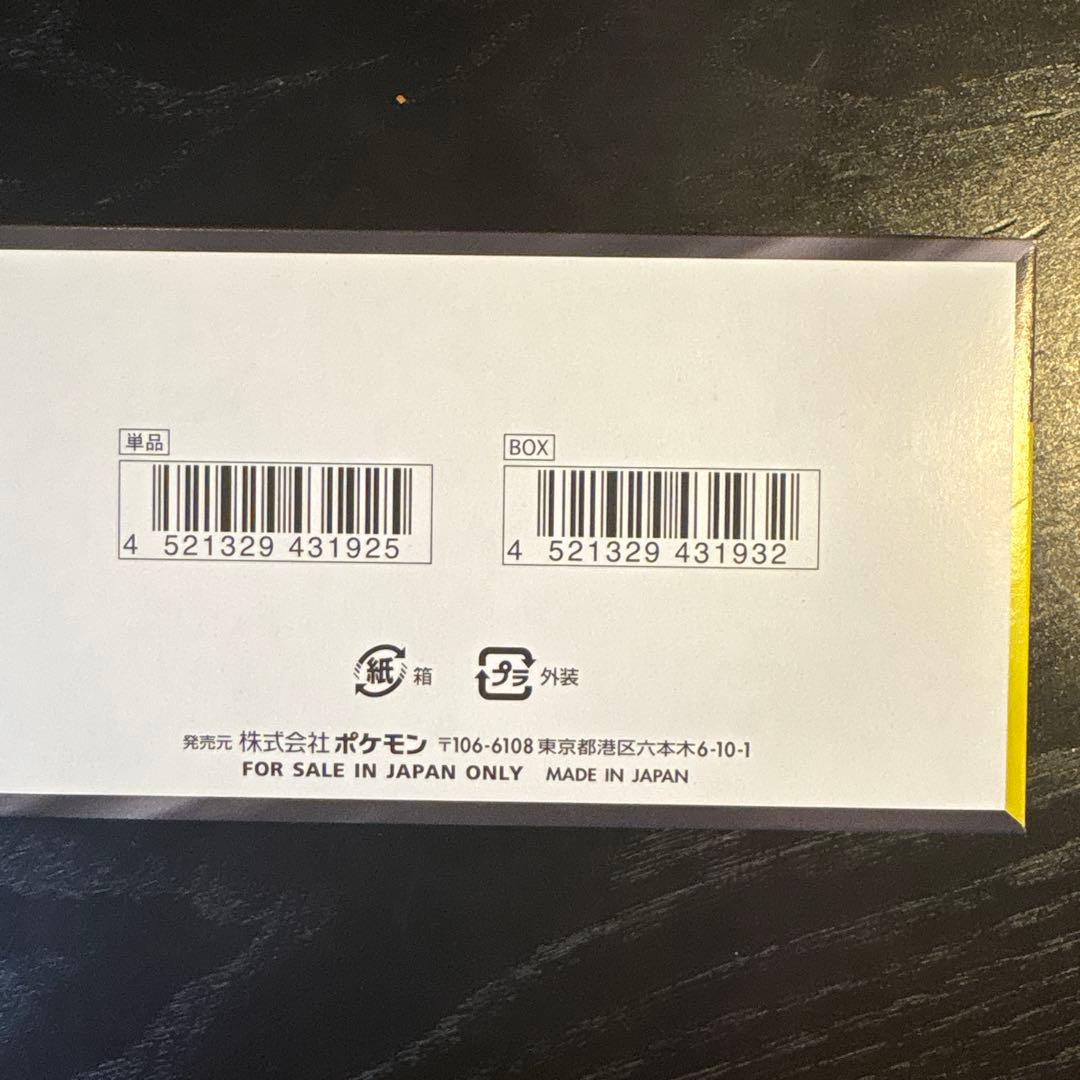 単品
BOX
4 521329 431925
4 521329 431932
紙 箱
プラ 外装
発売元 株式会社 ポケモン 〒106-6108 東京都港区六本木6-10-1
FOR SALE IN JAPAN ONLY MADE IN JAPAN